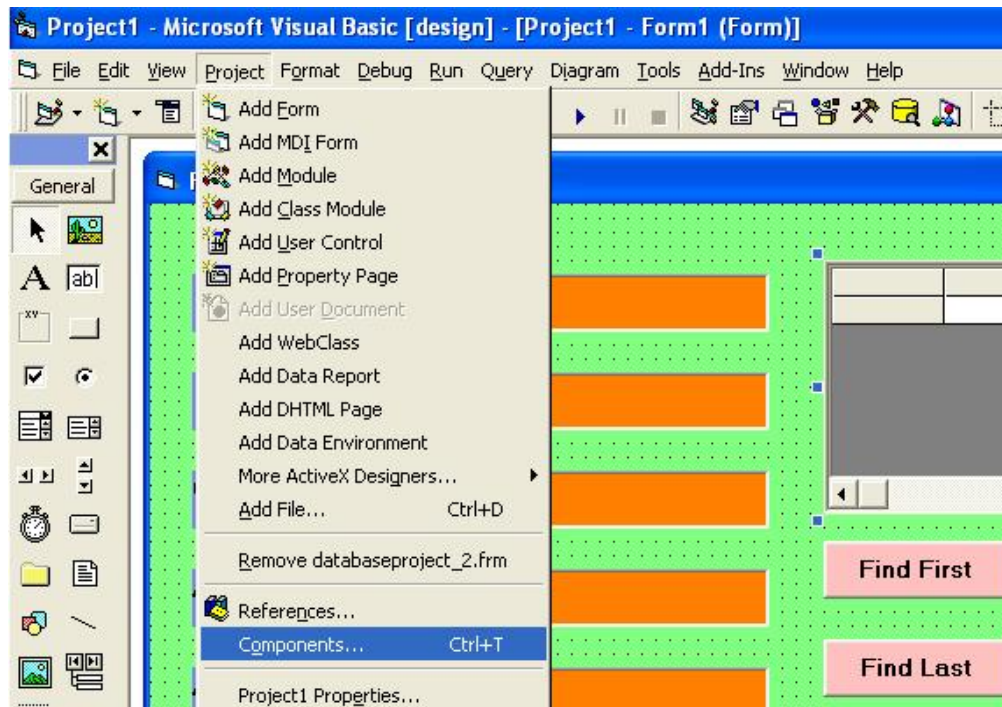 Project1 - Microsoft Visual Basic [design] - [Project1 - Form1 (Form)]
File Edit View Project Format Debug Run Query Diagram Tools Add-Ins Window Help
General
A ab|
xy
Add Form
Add MDI Form
Add Module
Add Class Module
Add User Control
Add Property Page
Add User Document
Add WebClass
Add Data Report
Add DHTML Page
Add Data Environment
More ActiveX Designers...
Add File... Ctrl+D
Remove databaseproject_2.frm
References...
Components... Ctrl+T
Project1 Properties...
Find First
Find Last